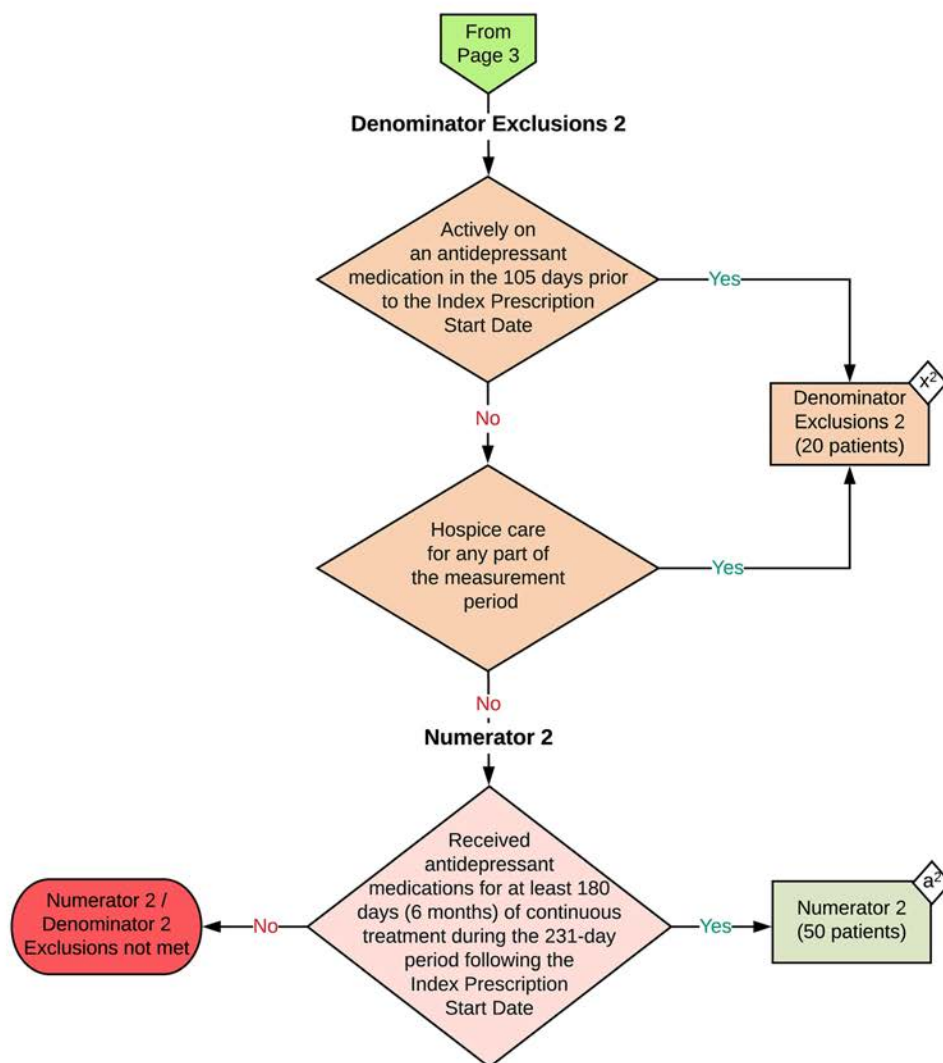 From
Page 3
Denominator Exclusions 2
Actively on
an antidepressant
medication in the 105 days prior
to the Index Prescription
Start Date
Yes
x²
Denominator
Exclusions 2
(20 patients)
No
Hospice care
for any part of
the measurement
period
Yes
No
Numerator 2
Received
antidepressant
medications for at least 180
days (6 months) of continuous
treatment during the 231-day
period following the
Index Prescription
Start Date
No
Numerator 2 /
Denominator 2
Exclusions not met
Yes
a²
Numerator 2
(50 patients)